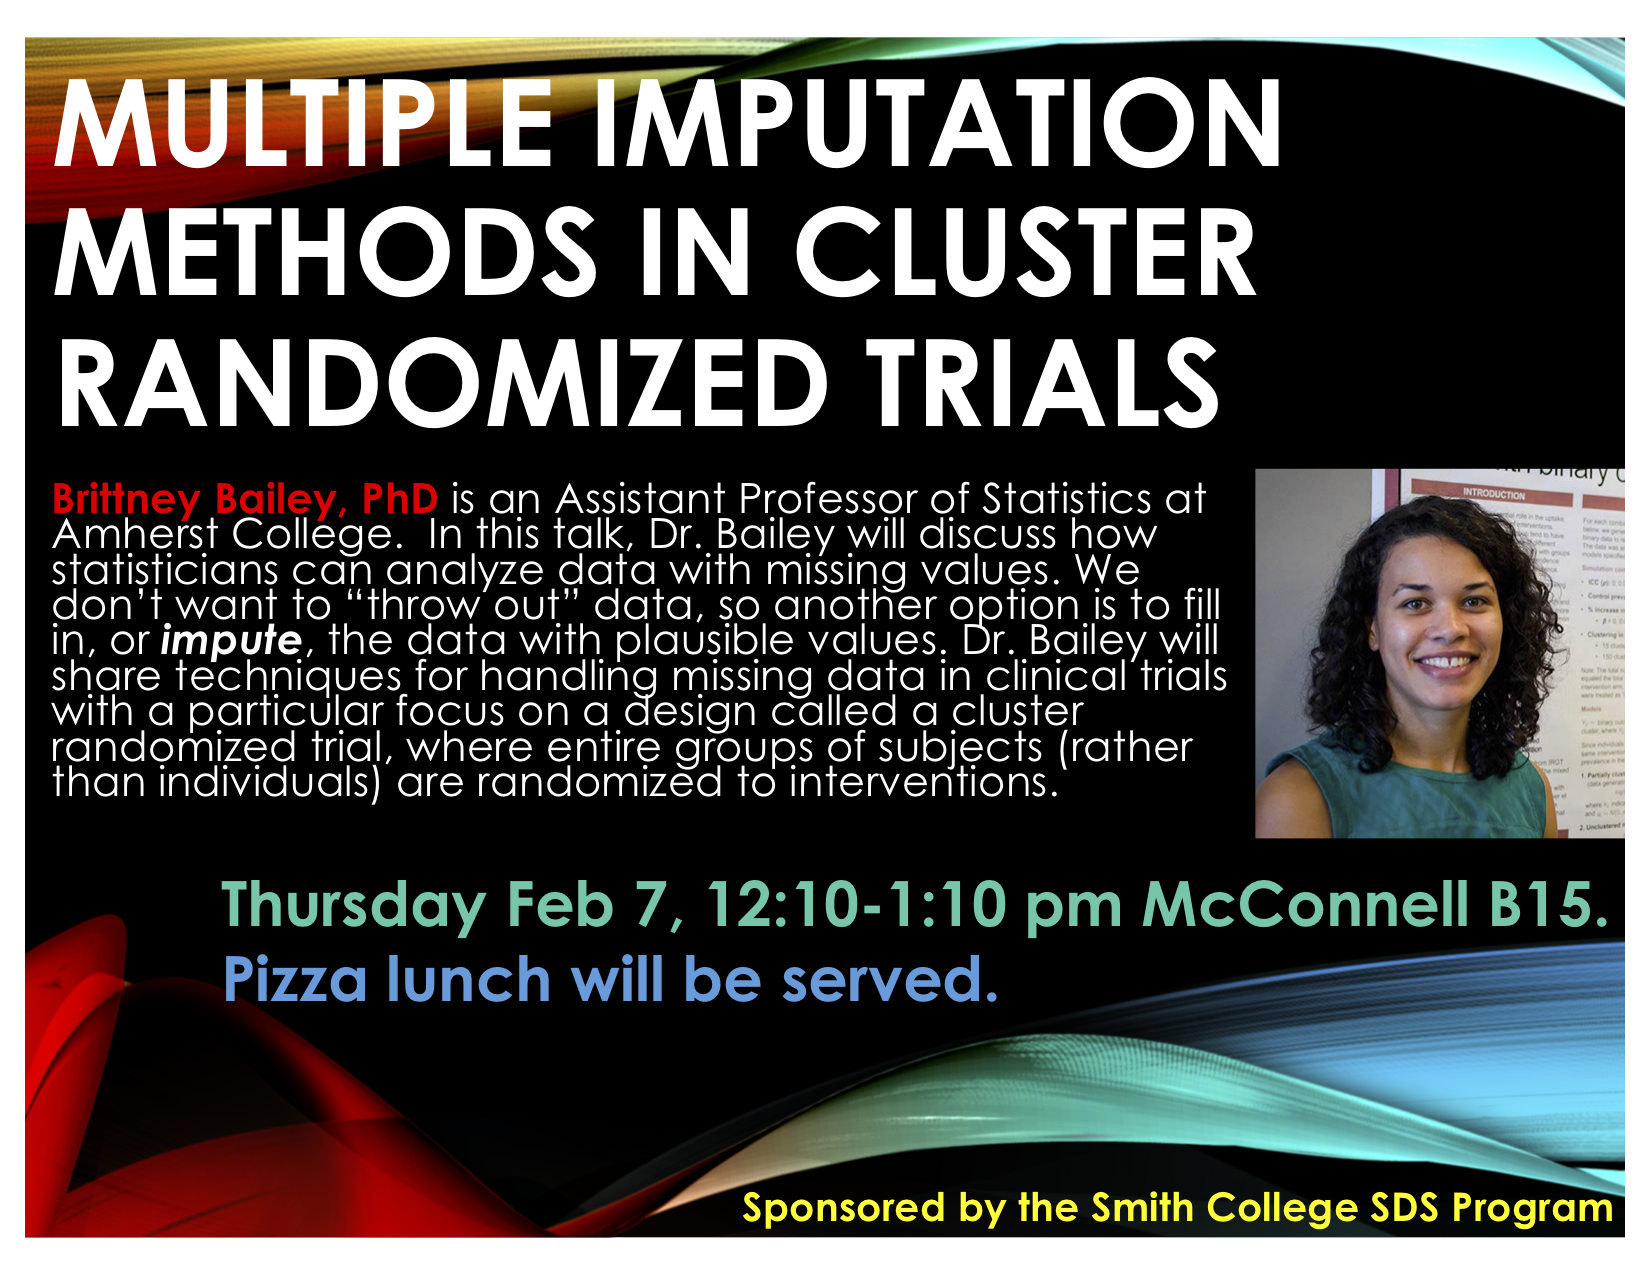 MULTIPLE IMPUTATION
METHODS IN CLUSTER
RANDOMIZED TRIALS
Brittney Bailey, PhD is an Assistant Professor of Statistics at
Amherst College.  In this talk, Dr. Bailey will discuss how
statisticians can analyze data with missing values. We
don’t want to “throw out” data, so another option is to fill
in, or impute, the data with plausible values. Dr. Bailey will
share techniques for handling missing data in clinical trials
with a particular focus on a design called a cluster
randomized trial, where entire groups of subjects (rather
than individuals) are randomized to interventions.
INTRODUCTION
Models
Thursday Feb 7, 12:10-1:10 pm McConnell B15.
Pizza lunch will be served.
Sponsored by the Smith College SDS Program